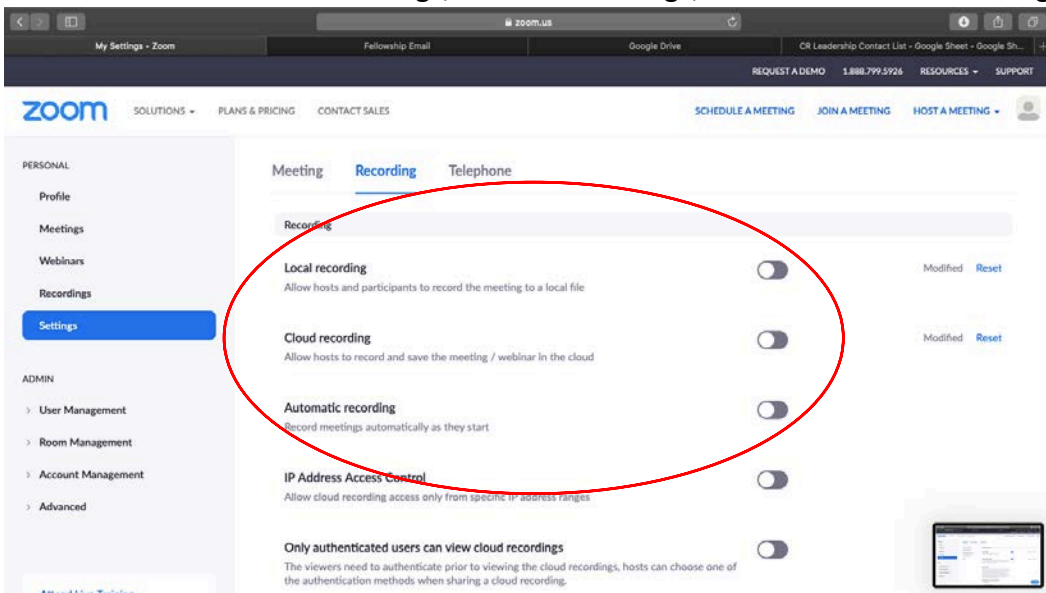 zoom.us
My Settings - Zoom
Fellowship Email
Google Drive
CR Leadership Contact List - Google Sheet - Google Sh...
REQUEST A DEMO 1.888.799.5926 RESOURCES SUPPORT
zoom SOLUTIONS PLANS & PRICING CONTACT SALES SCHEDULE A MEETING JOIN A MEETING HOST A MEETING
PERSONAL
Profile
Meetings
Webinars
Recordings
Settings
ADMIN
User Management
Room Management
Account Management
Advanced
Attend Live Training
Meeting Recording Telephone
Recording
Local recording
Allow hosts and participants to record the meeting to a local file
Modified Reset
Cloud recording
Allow hosts to record and save the meeting / webinar in the cloud
Modified Reset
Automatic recording
Record meetings automatically as they start
IP Address Access Control
Allow cloud recording access only from specific IP address ranges
Only authenticated users can view cloud recordings
The viewers need to authenticate prior to viewing the cloud recordings, hosts can choose one of
the authentication methods when sharing a cloud recording.